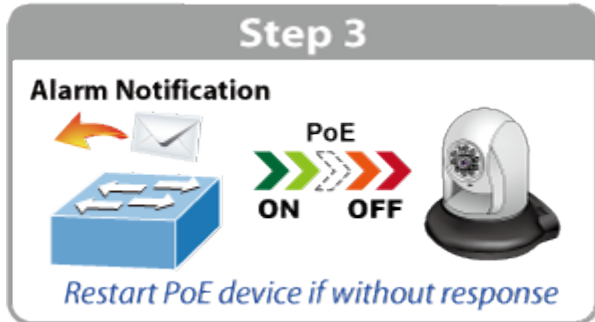 Step 3
Alarm Notification
PoE
ON OFF
Restart PoE device if without response